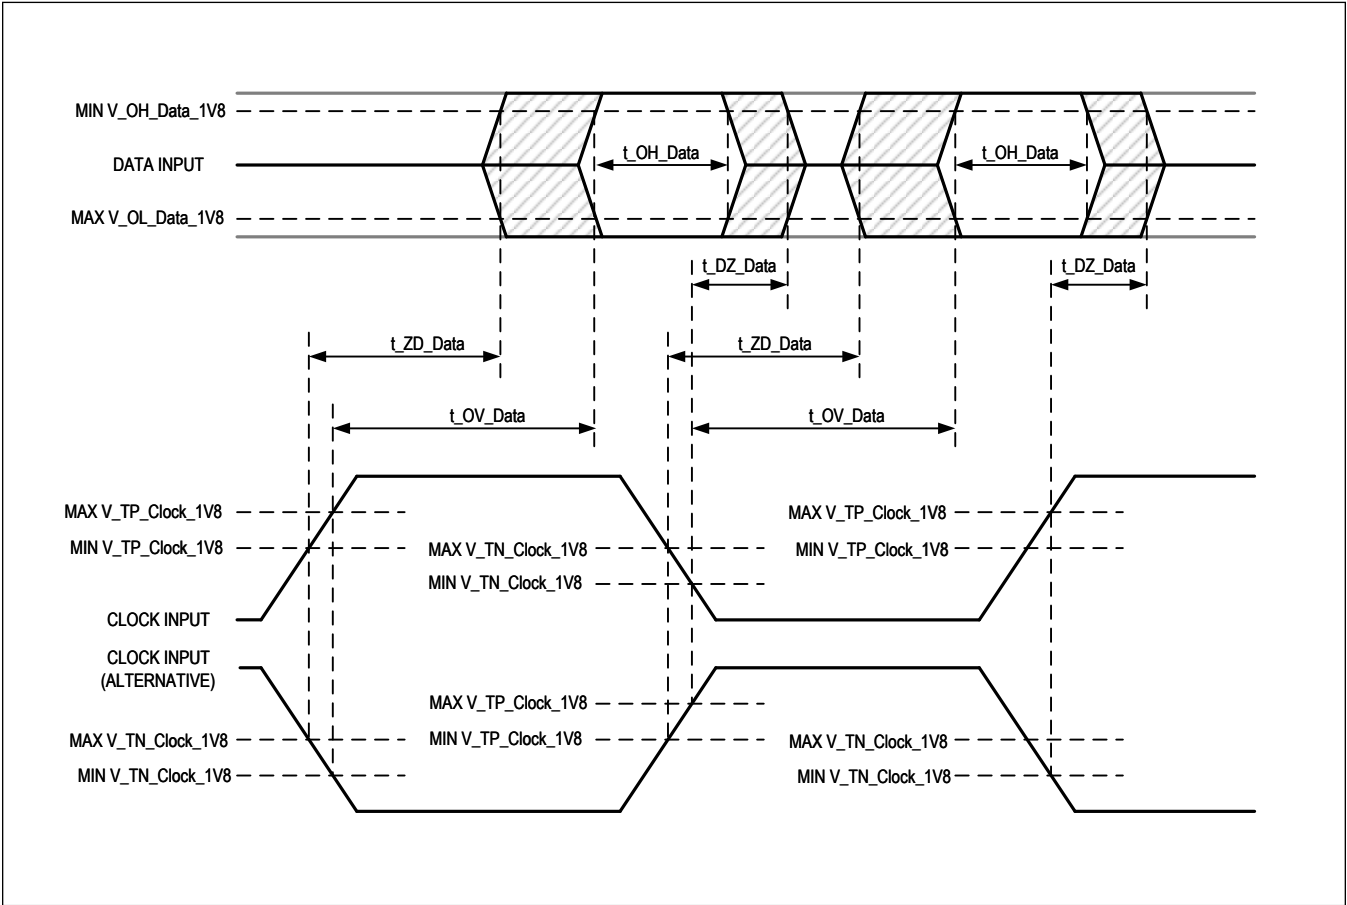 MIN V_OH_Data_1V8
DATA INPUT
t_OH_Data
t_OH_Data
MAX V_OL_Data_1V8
t_DZ_Data
t_DZ_Data
t_ZD_Data
t_ZD_Data
t_OV_Data
t_OV_Data
MAX V_TP_Clock_1V8
MAX V_TP_Clock_1V8
MIN V_TP_Clock_1V8
MAX V_TN_Clock_1V8
MIN V_TP_Clock_1V8
MIN V_TN_Clock_1V8
CLOCK INPUT
CLOCK INPUT
(ALTERNATIVE)
MAX V_TP_Clock_1V8
MAX V_TN_Clock_1V8
MIN V_TP_Clock_1V8
MAX V_TN_Clock_1V8
MIN V_TN_Clock_1V8
MIN V_TN_Clock_1V8